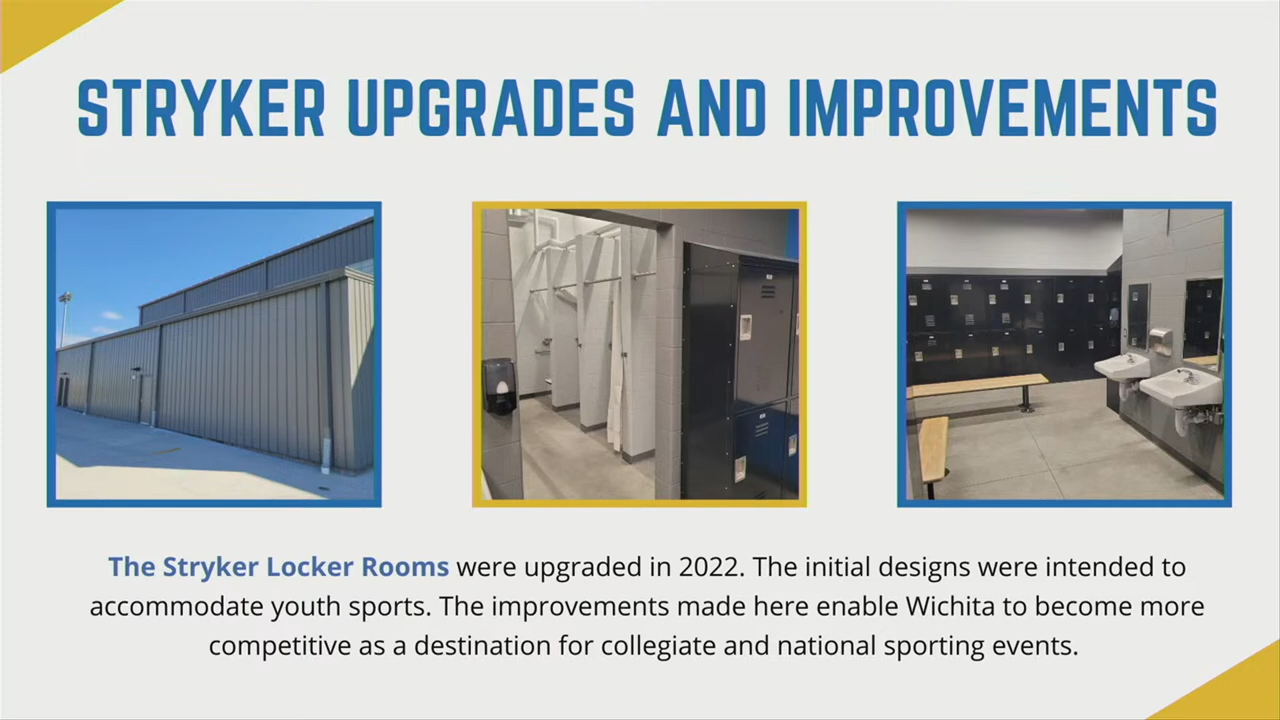 STRYKER UPGRADES AND IMPROVEMENTS
The Stryker Locker Rooms were upgraded in 2022. The initial designs were intended to
accommodate youth sports. The improvements made here enable Wichita to become more
competitive as a destination for collegiate and national sporting events.